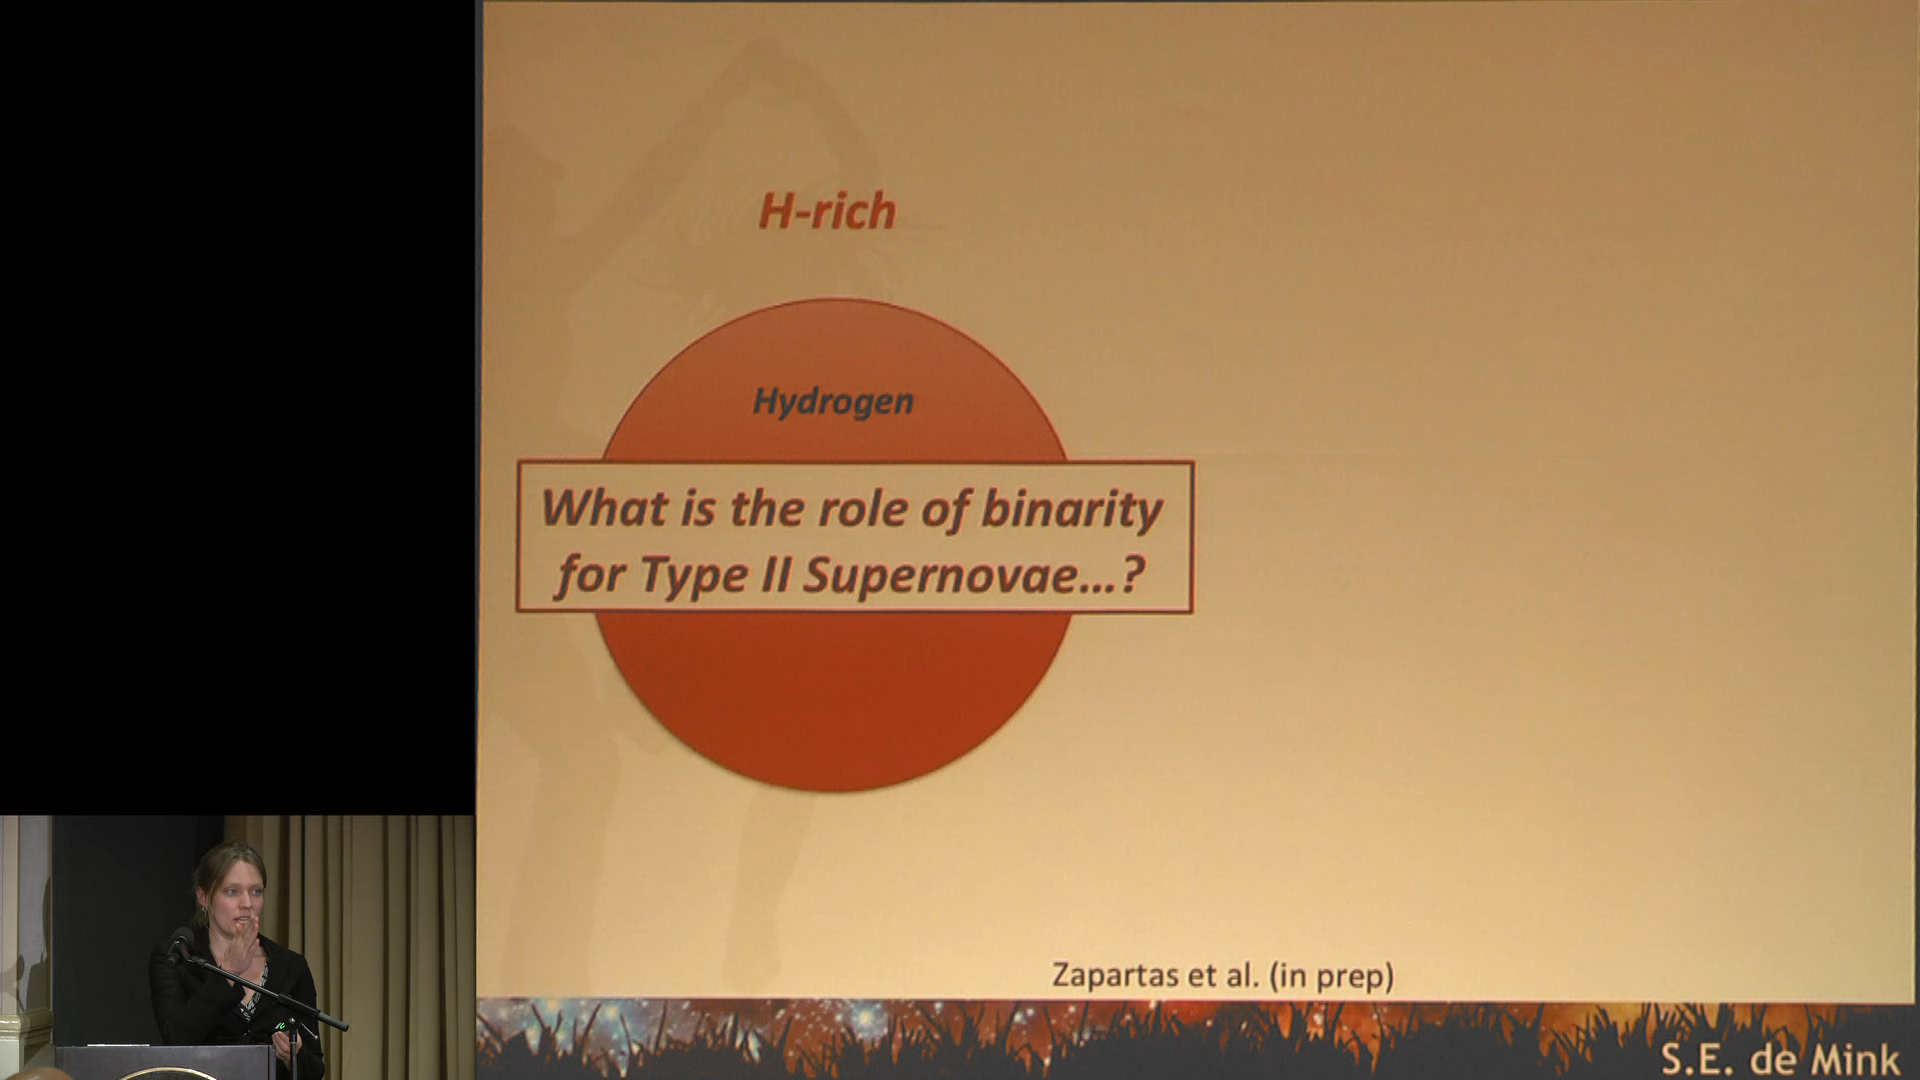 H-rich
Hydrogen
What is the role of binarity
for Type II Supernovae...?
Zapartas et al. (in prep)
S.E. de Mink